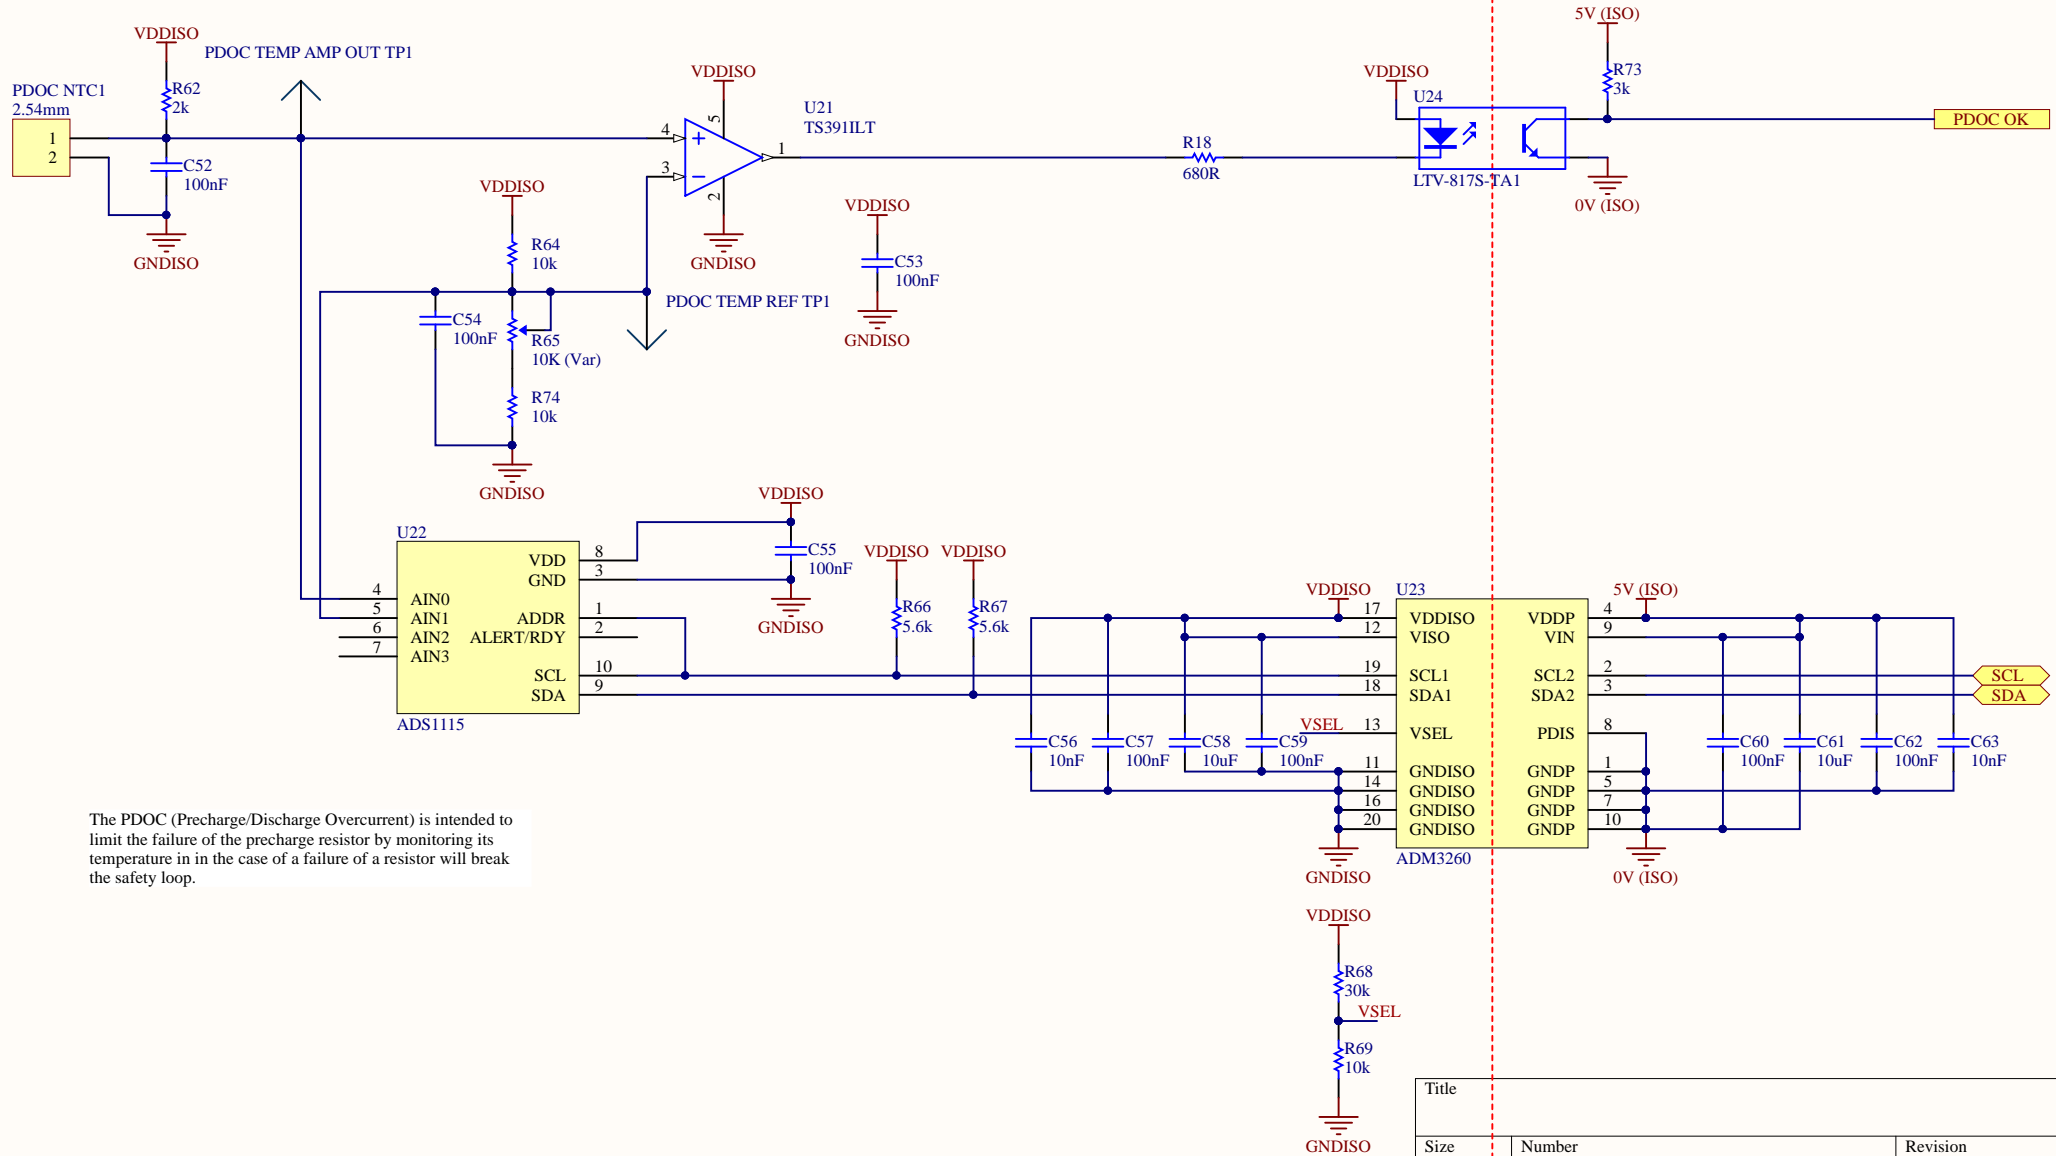 VDDISO
PDOC TEMP AMP OUT TP1
PDOC NTC1
2.54mm
1
2
R62
2k
C52
100nF
GNDISO
VDDISO
R64
10k
C54
100nF
R65
10K (Var)
R74
10k
GNDISO
PDOC TEMP REF TP1
VDDISO
U21
TS391ILT
4
3
5
2
1
GNDISO
VDDISO
C53
100nF
GNDISO
R18
680R
VDDISO
U24
LTV-817S-TA1
5V (ISO)
R73
3k
PDOC OK
0V (ISO)
U22
VDD
8
GND
3
4
AIN0
5
AIN1
6
AIN2
7
AIN3
ADDR
1
ALERT/RDY
2
SCL
10
SDA
9
ADS1115
VDDISO
C55
100nF
GNDISO
VDDISO
R66
5.6k
VDDISO
R67
5.6k
C56
10nF
C57
100nF
C58
10uF
C59
100nF
VDDISO
U23
17
VDDISO
12
VISO
19
SCL1
18
SDA1
VSEL
13
VSEL
11
GNDISO
14
GNDISO
16
GNDISO
20
GNDISO
ADM3260
GNDISO
5V (ISO)
VDDP
4
VIN
9
SCL2
2
SDA2
3
PDIS
8
GNDP
1
GNDP
5
GNDP
7
GNDP
10
0V (ISO)
SCL
SDA
C60
100nF
C61
10uF
C62
100nF
C63
10nF
The PDOC (Precharge/Discharge Overcurrent) is intended to
limit the failure of the precharge resistor by monitoring its
temperature in in the case of a failure of a resistor will break
the safety loop.
VDDISO
R68
30k
VSEL
R69
10k
GNDISO
Title
Size
Number
Revision